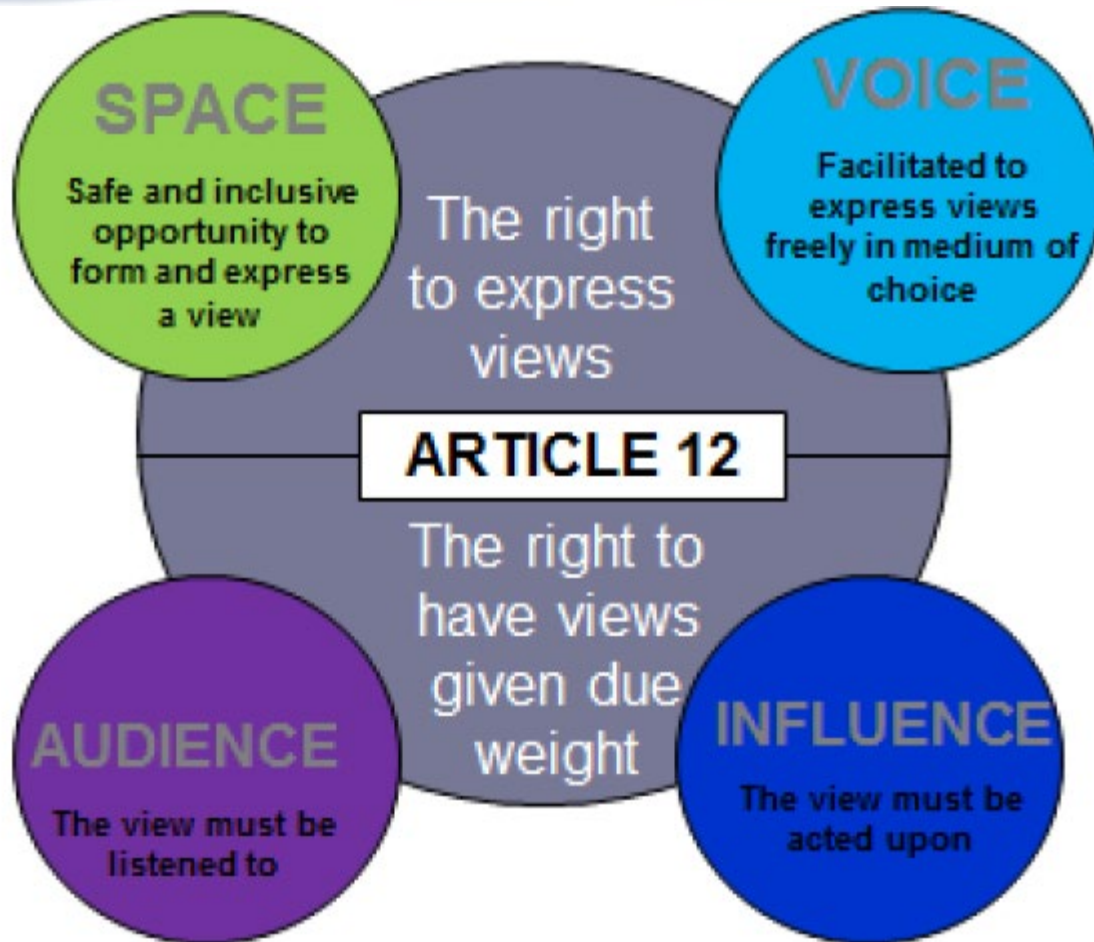 SPACE
Safe and inclusive
opportunity to
form and express
a view
VOICE
Facilitated to
express views
freely in medium of
choice
The right
to express
views
ARTICLE 12
The right to
have views
given due
weight
AUDIENCE
The view must be
listened to
INFLUENCE
The view must be
acted upon